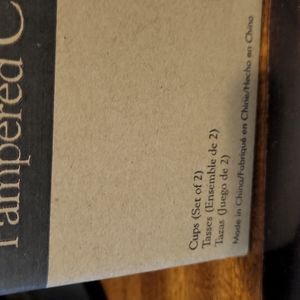 Pampered C
Cups (Set of 2)
Tasses (Ensemble de 2)
Tazas (Juego de 2)
Made in China/Fabriqué en Chine/Hecho en China